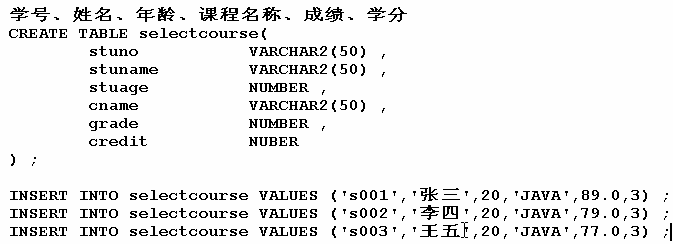 学号、姓名、年龄、课程名称、成绩、学分
CREATE TABLE selectcourse(
stuno VARCHAR2(50) ,
stuname VARCHAR2(50) ,
stuage NUMBER ,
cname VARCHAR2(50) ,
grade NUMBER ,
credit NUBER
) ;
INSERT INTO selectcourse VALUES ('s001','张三',20,'JAVA',89.0,3) ;
INSERT INTO selectcourse VALUES ('s002','李四',20,'JAVA',79.0,3) ;
INSERT INTO selectcourse VALUES ('s003','王五',20,'JAVA',77.0,3) ;